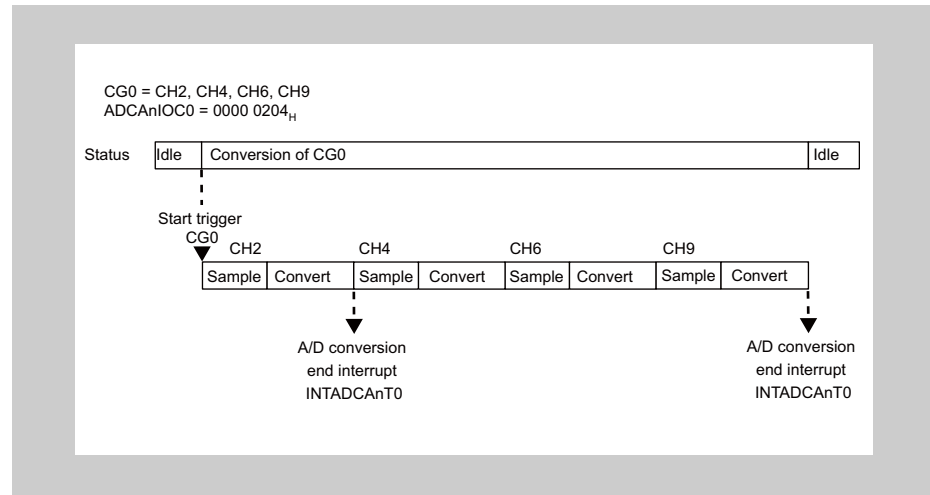 CG0 = CH2, CH4, CH6, CH9
ADCAnIOC0 = 0000 0204H
Status Idle Conversion of CG0 Idle
Start trigger
CG0
CH2 CH4 CH6 CH9
Sample Convert Sample Convert Sample Convert Sample Convert
A/D conversion
end interrupt
INTADCAnT0
A/D conversion
end interrupt
INTADCAnT0